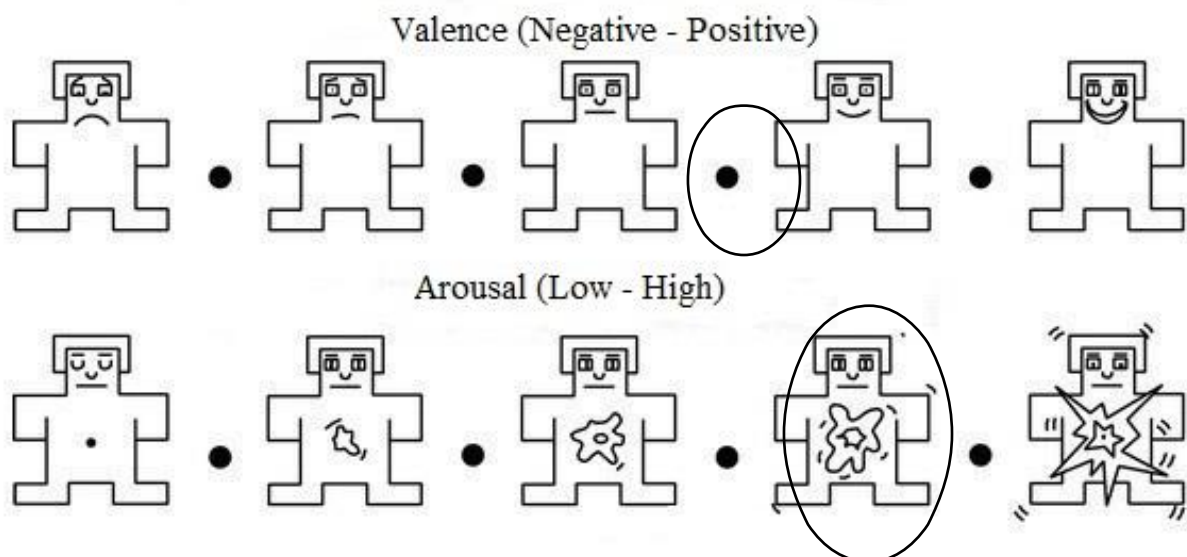 Valence (Negative - Positive)
Arousal (Low - High)